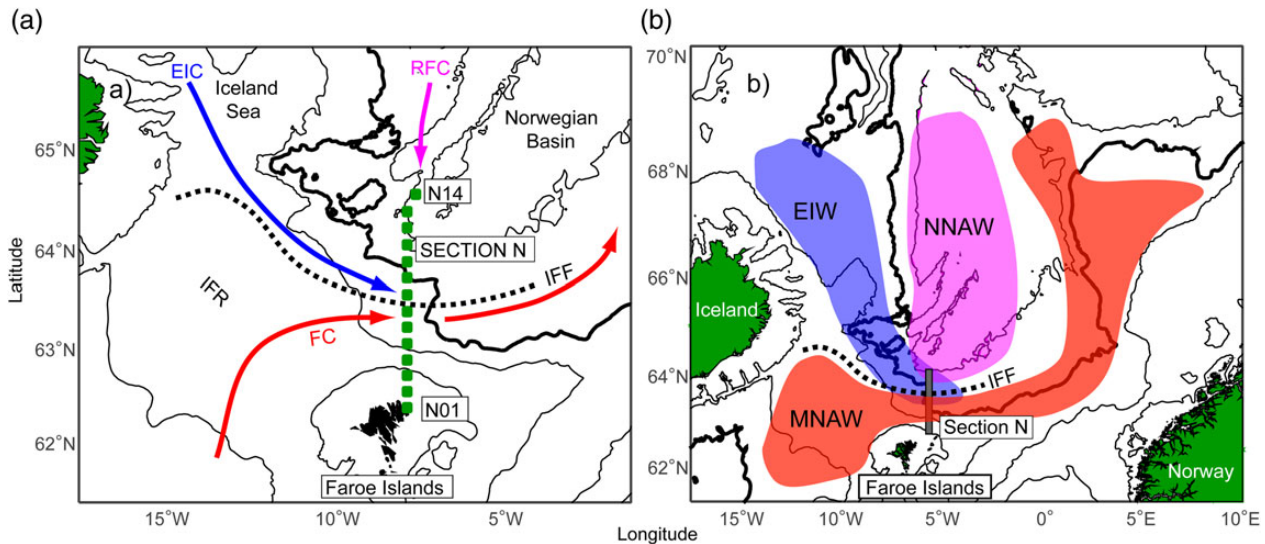 (a)
(b)
a)
EIC
Iceland
Sea
RFC
Norwegian
Basin
N14
SECTION N
IFF
IFR
FC
N01
Faroe Islands
65°N
64°N
63°N
62°N
Latitude
15°W
10°W
5°W
Longitude
b)
70°N
68°N
66°N
64°N
62°N
EIW
NNAW
Iceland
IFF
MNAW
Section N
Faroe Islands
Norway
15°W
10°W
5°W
0°
5°E
10°E